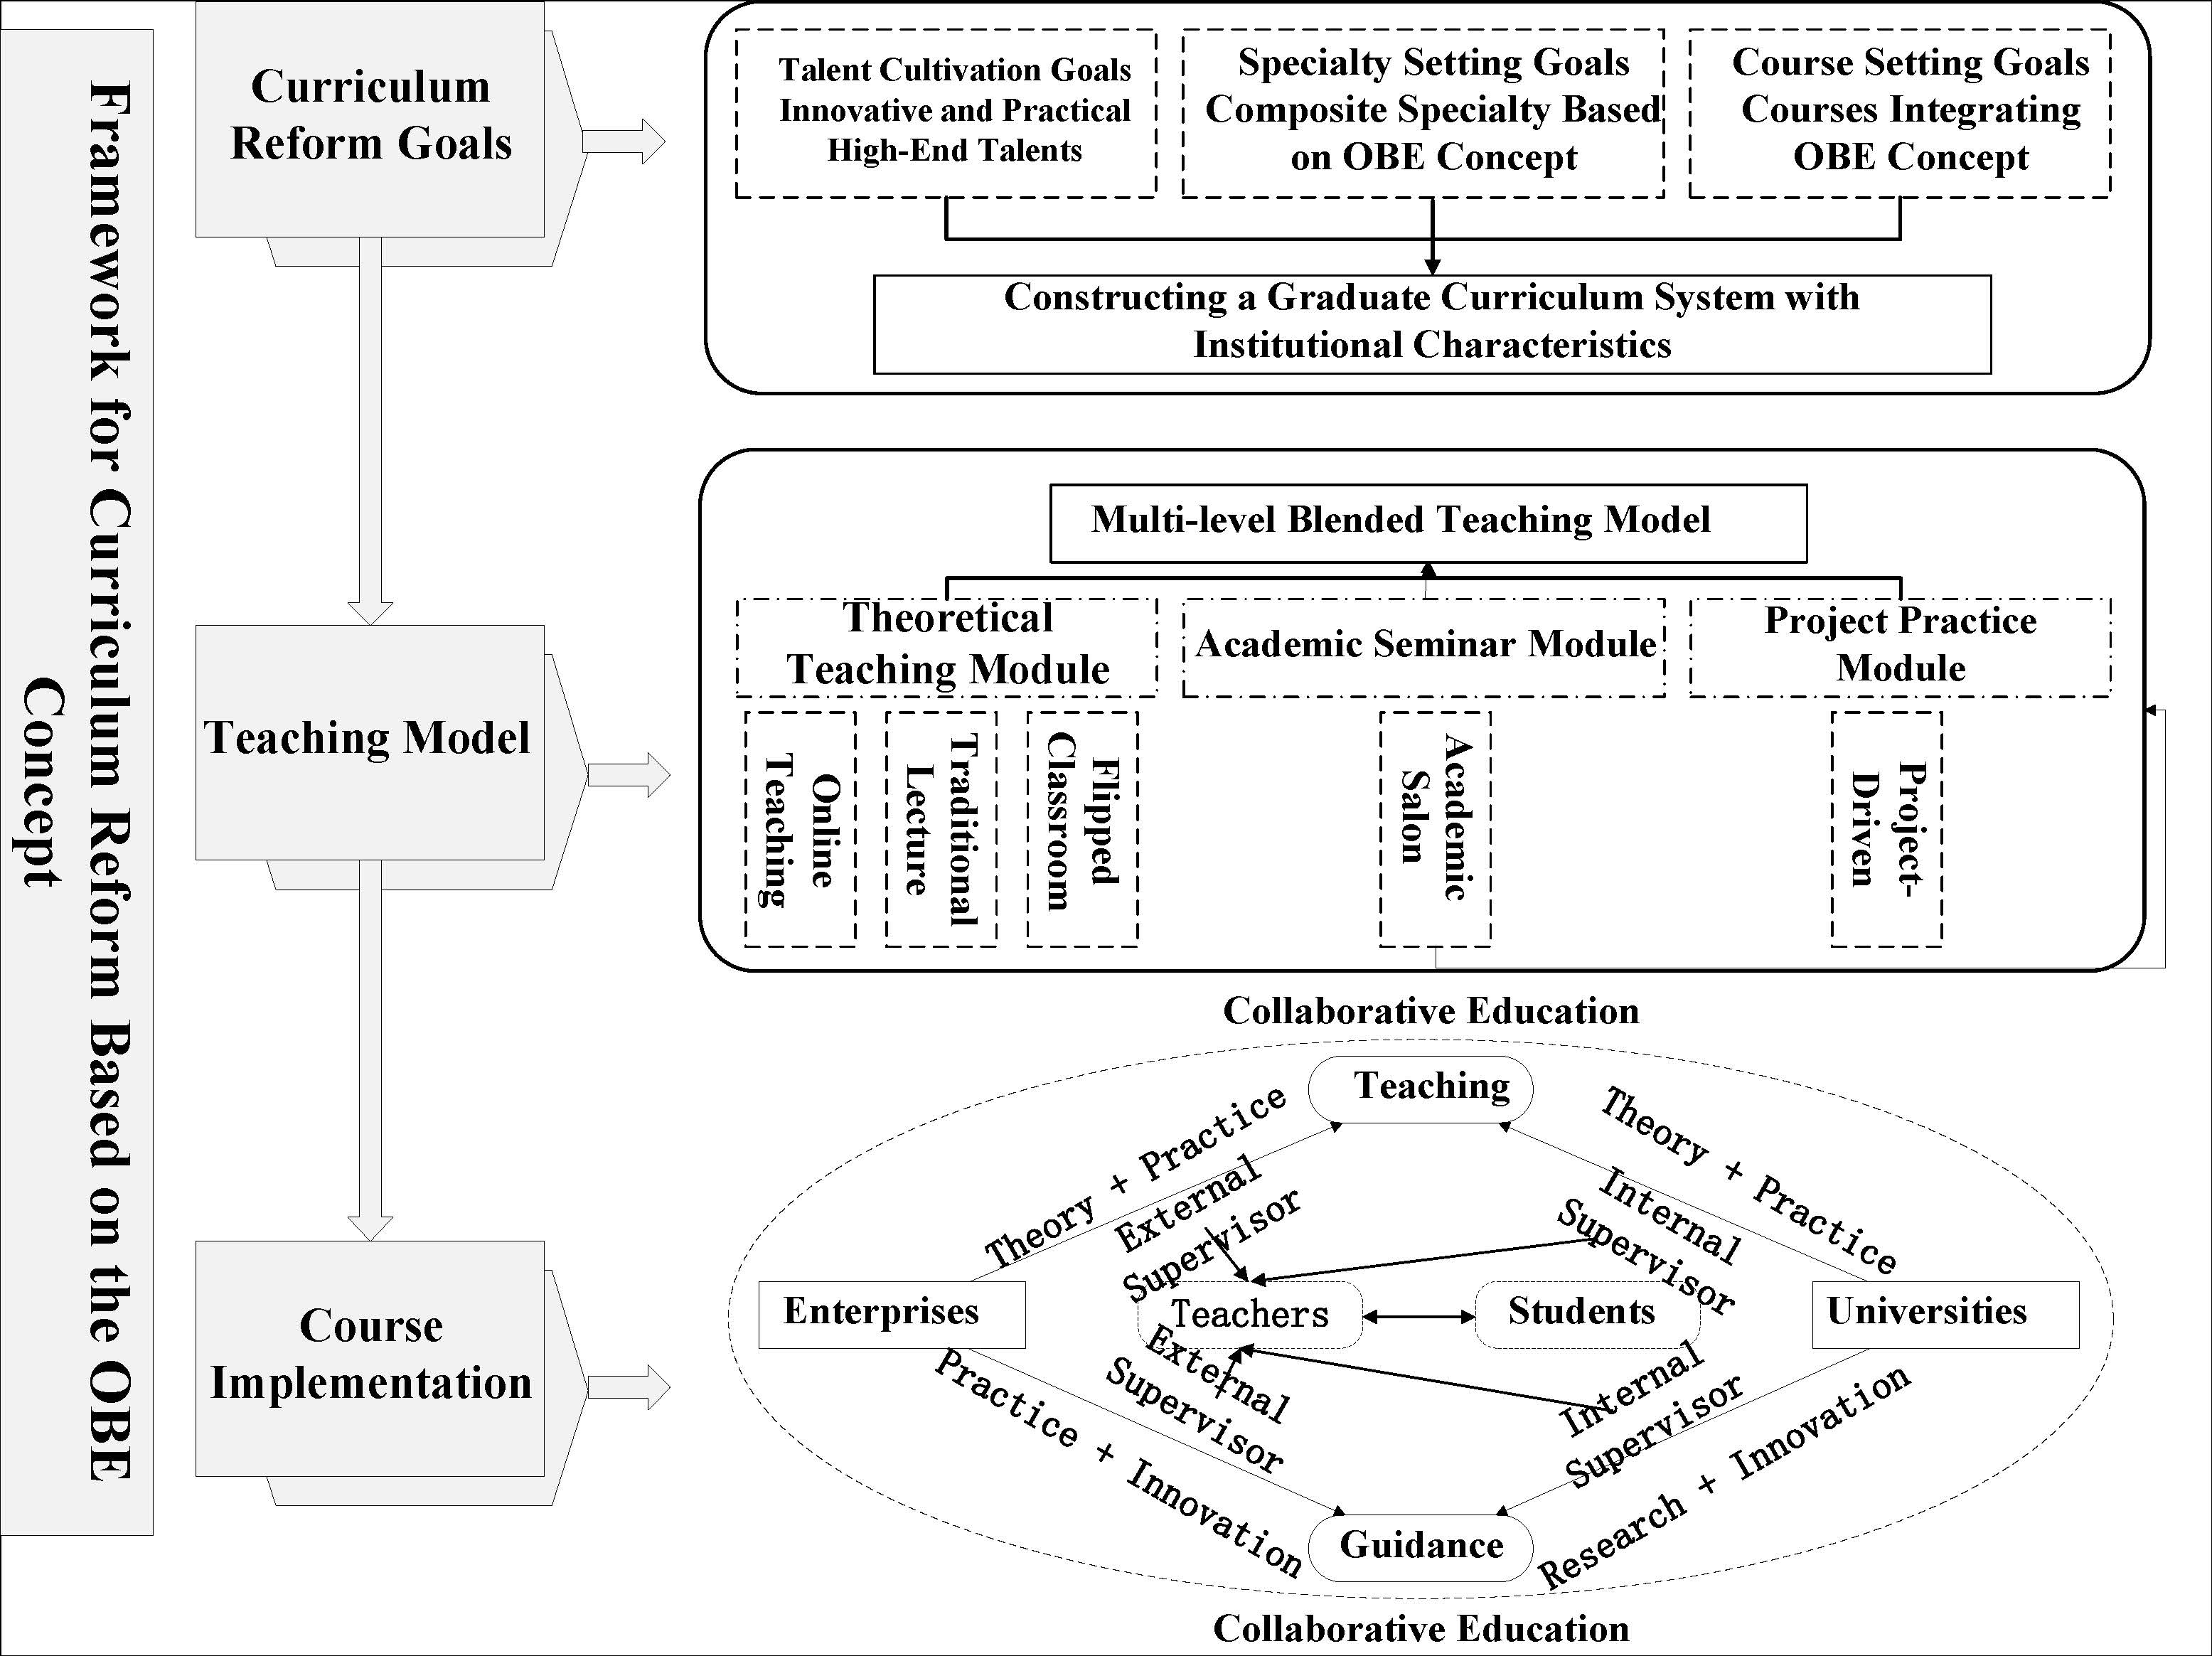 Framework for Curriculum Reform Based on the OBE
Concept
Curriculum
Reform Goals
Talent Cultivation Goals
Innovative and Practical
High-End Talents
Specialty Setting Goals
Composite Specialty Based
on OBE Concept
Course Setting Goals
Courses Integrating
OBE Concept
Constructing a Graduate Curriculum System with
Institutional Characteristics
Teaching Model
Multi-level Blended Teaching Model
Theoretical
Teaching Module
Academic Seminar Module
Project Practice
Module
Online
Teaching
Traditional
Lecture
Flipped
Classroom
Academic
Salon
Project-
Driven
Course
Implementation
Collaborative Education
Teaching
Theory + Practice
External
Supervisor
Theory + Practice
Internal
Supervisor
Enterprises
Teachers
Students
Universities
External
Supervisor
Practice + Innovation
Internal
Supervisor
Research + Innovation
Guidance
Collaborative Education